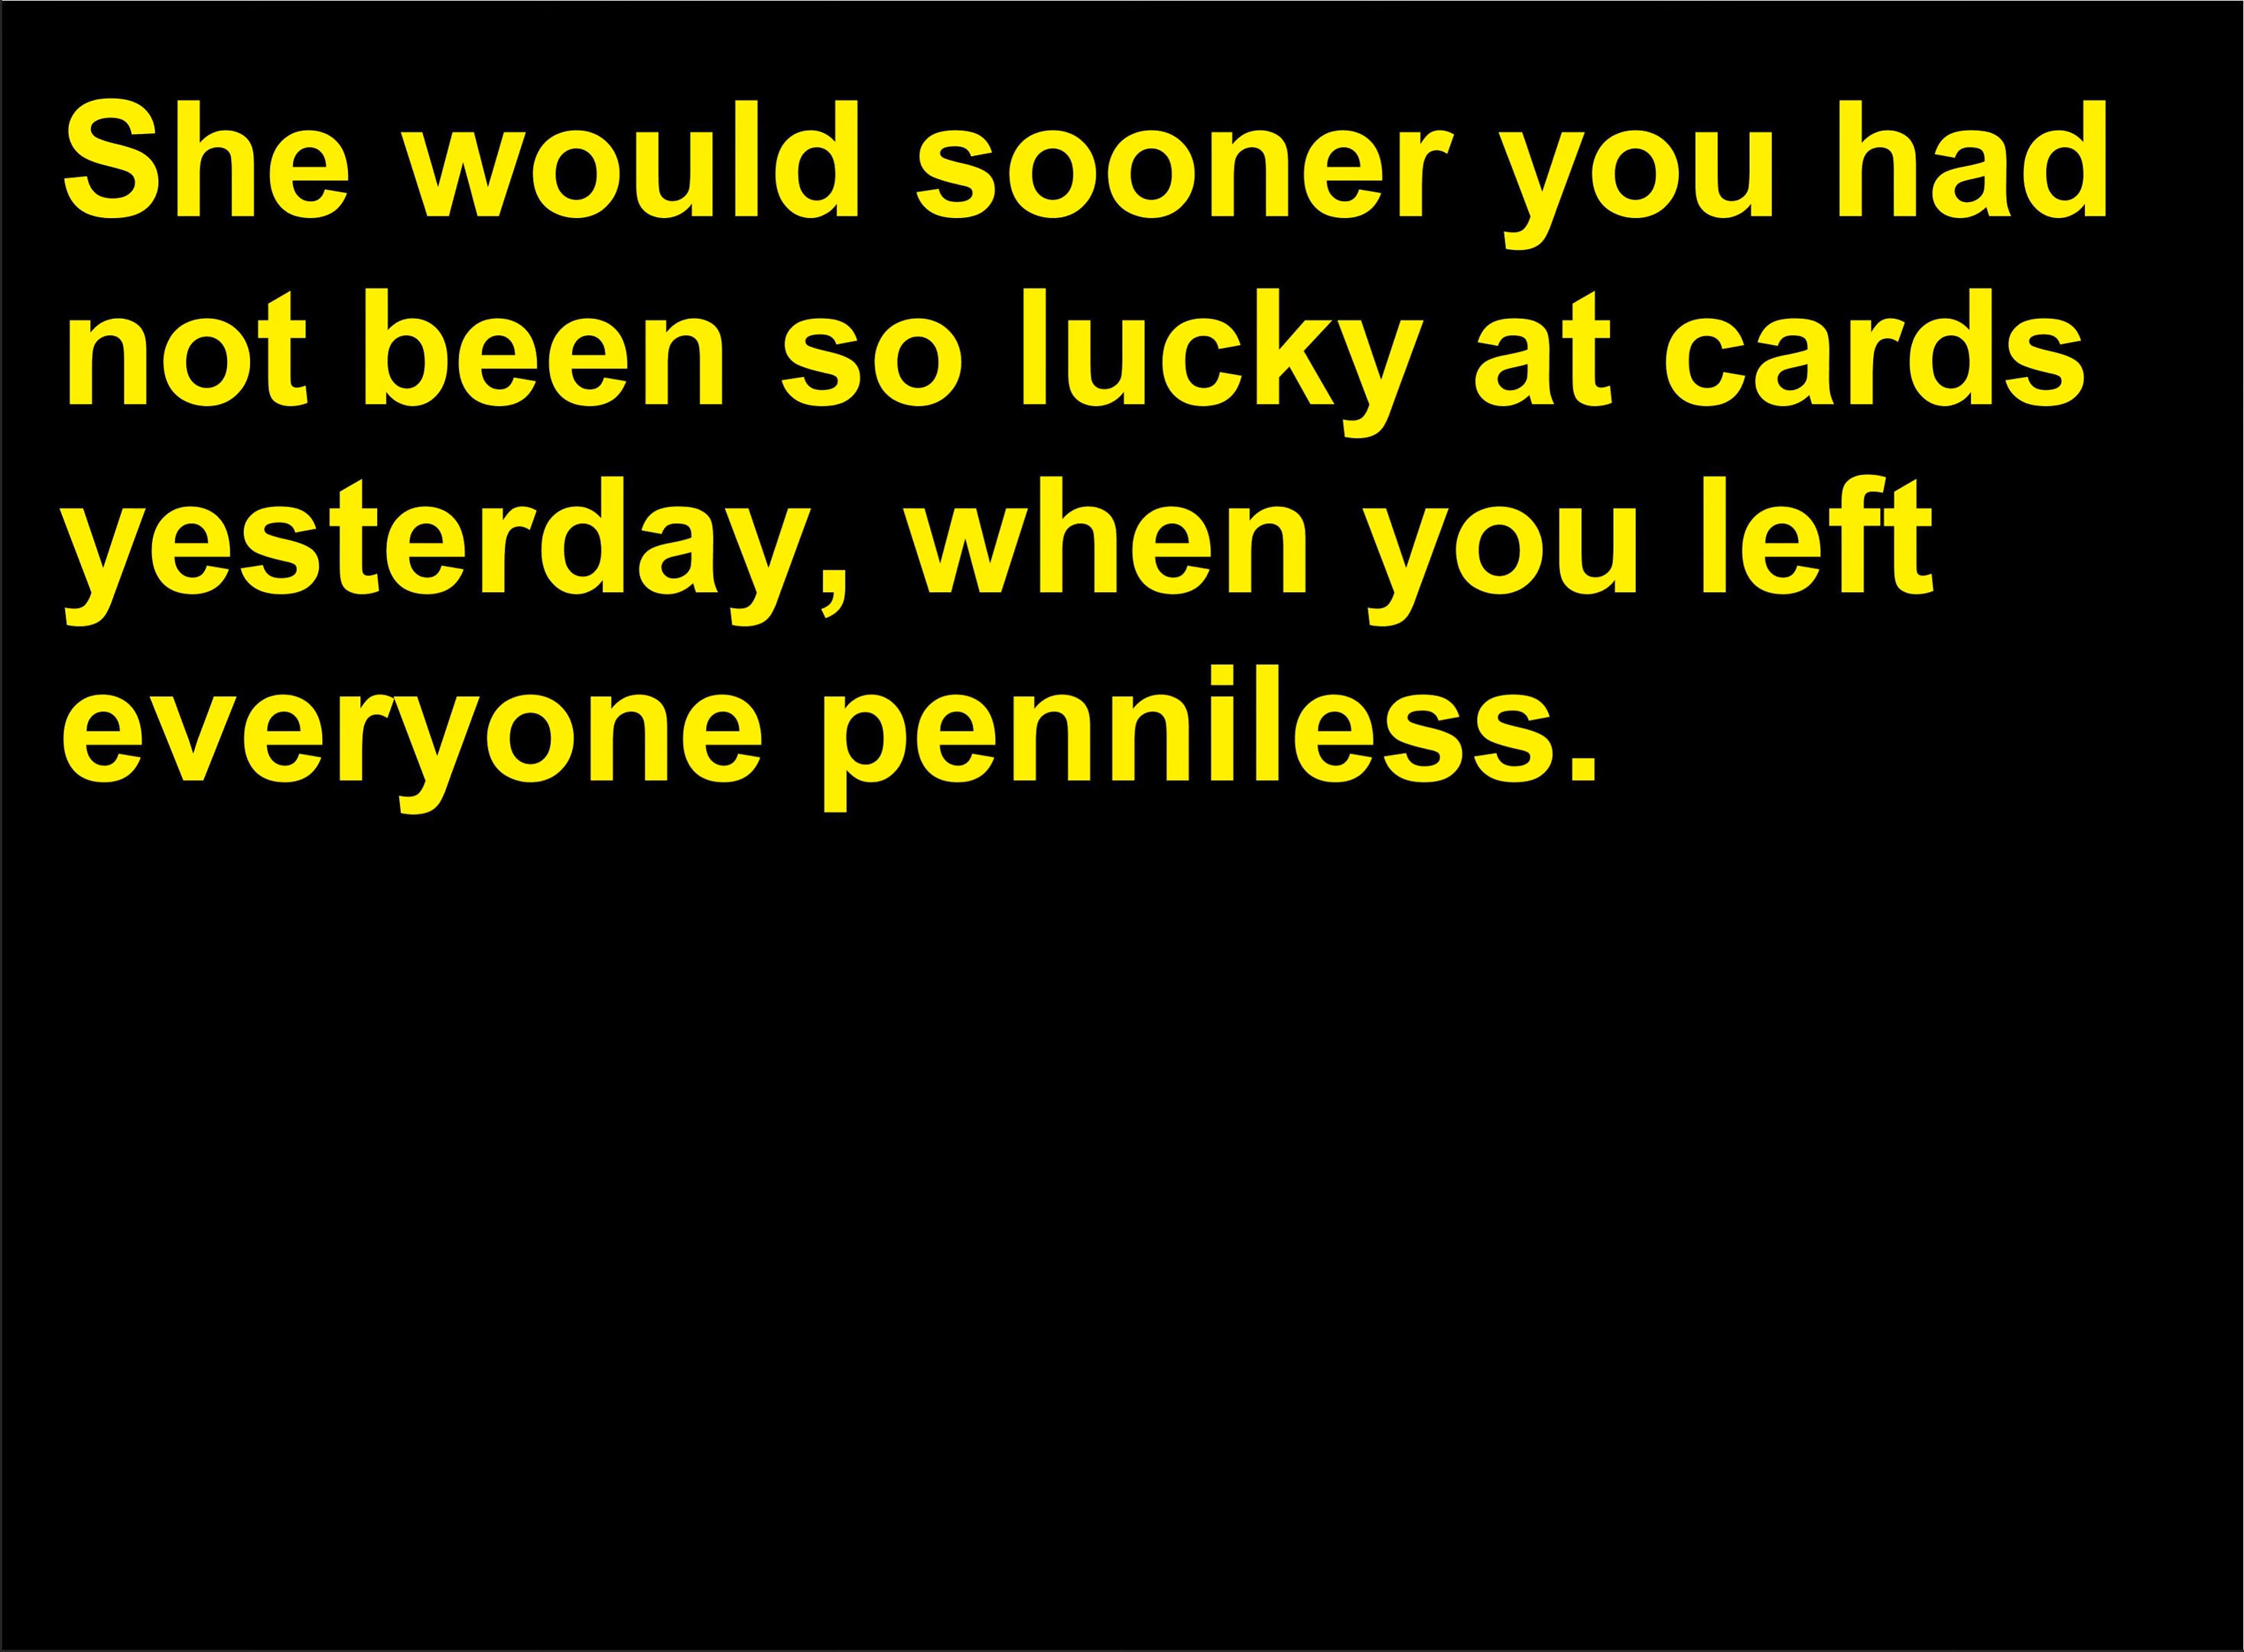 She would sooner you had
not been so lucky at cards
yesterday, when you left
everyone penniless.